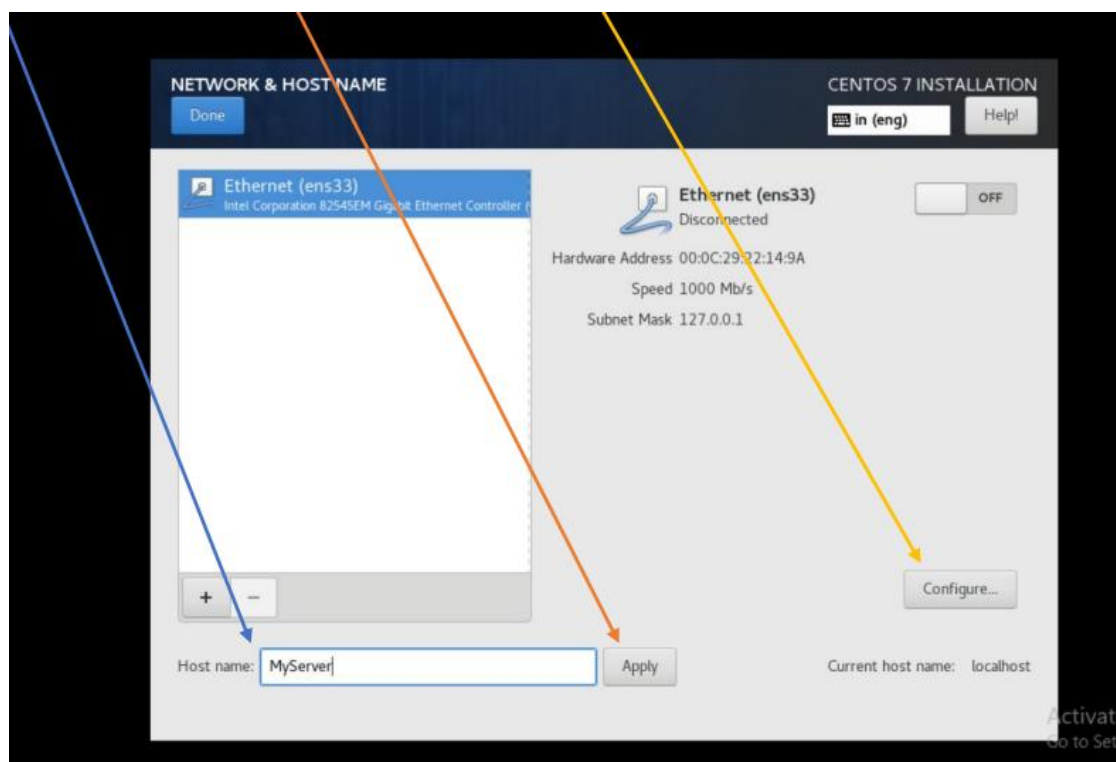 NETWORK & HOST NAME
CENTOS 7 INSTALLATION
Done
in (eng)
Help!
Ethernet (ens33)
Intel Corporation 82545EM Gigabit Ethernet Controller (
Ethernet (ens33)
Disconnected
OFF
Hardware Address 00:0C:29:22:14:9A
Speed 1000 Mb/s
Subnet Mask 127.0.0.1
+ −
Configure...
Host name: MyServer
Apply
Current host name: localhost
Activat
Go to Set